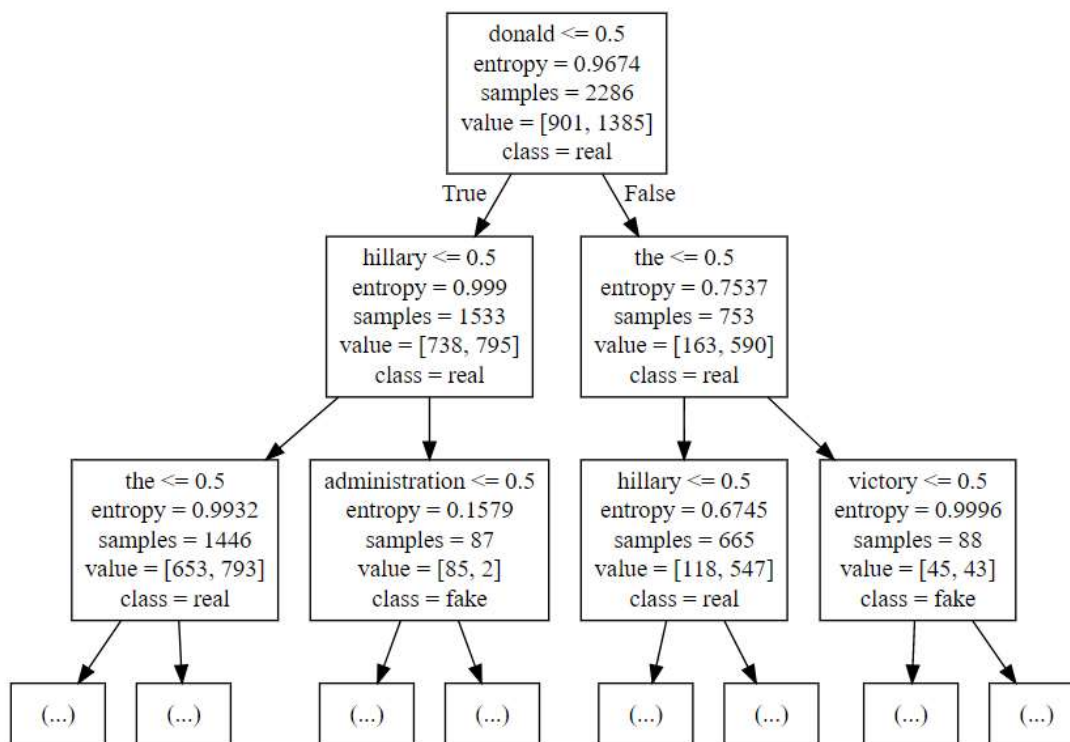 donald <= 0.5
entropy = 0.9674
samples = 2286
value = [901, 1385]
class = real
True
False
hillary <= 0.5
entropy = 0.999
samples = 1533
value = [738, 795]
class = real
the <= 0.5
entropy = 0.7537
samples = 753
value = [163, 590]
class = real
the <= 0.5
entropy = 0.9932
samples = 1446
value = [653, 793]
class = real
administration <= 0.5
entropy = 0.1579
samples = 87
value = [85, 2]
class = fake
hillary <= 0.5
entropy = 0.6745
samples = 665
value = [118, 547]
class = real
victory <= 0.5
entropy = 0.9996
samples = 88
value = [45, 43]
class = fake
(...)
(...)
(...)
(...)
(...)
(...)
(...)
(...)